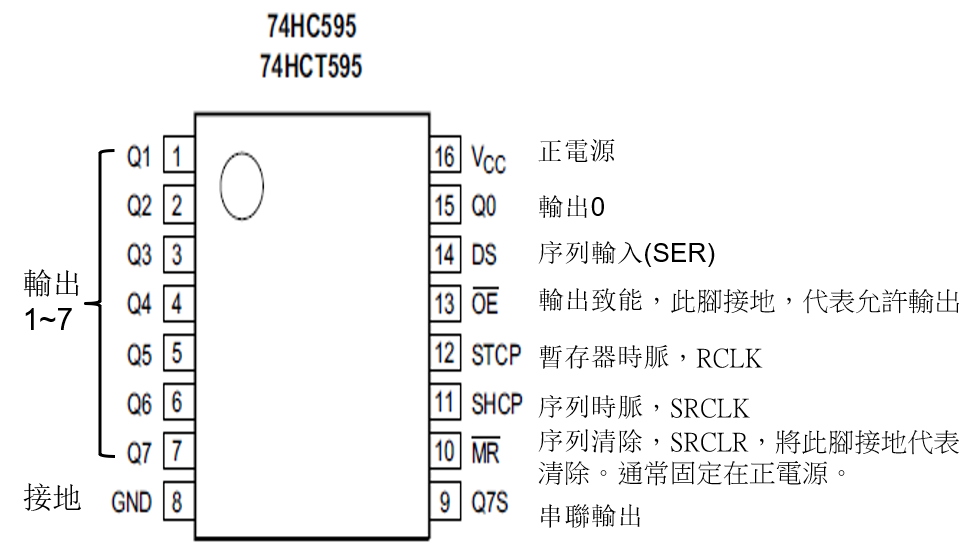 74HC595
74HCT595
輸出
1~7
接地
Q1 1
Q2 2
Q3 3
Q4 4
Q5 5
Q6 6
Q7 7
GND 8
16 VCC 正電源
15 Q0 輸出0
14 DS 序列輸入(SER)
13 OE 輸出致能，此腳接地，代表允許輸出
12 STCP 暫存器時脈，RCLK
11 SHCP 序列時脈，SRCLK
10 MR 序列清除，SRCLR，將此腳接地代表
清除。通常固定在正電源。
9 Q7S 串聯輸出